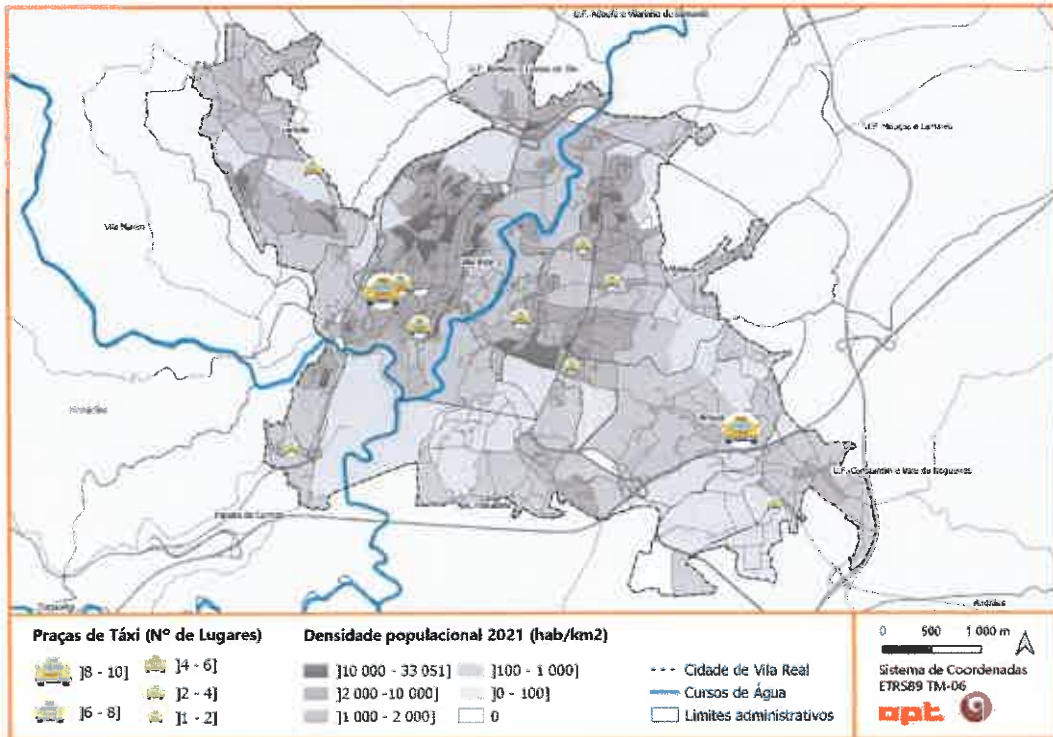 Vila Marim
Vila Real
U.F. Mouçós e Lamares
U.F. Constantim e Vale de Nogueiras
Andrães
Praças de Táxi (Nº de Lugares)
]8 - 10]
]6 - 8]
]4 - 6]
]2 - 4]
]1 - 2]
Densidade populacional 2021 (hab/km2)
]10 000 - 33 051]
]2 000 -10 000]
]1 000 - 2 000]
]100 - 1 000]
]0 - 100]
0
Cidade de Vila Real
Cursos de Água
Limites administrativos
0 500 1 000 m
Sistema de Coordenadas
ETRS89 TM-06
opt